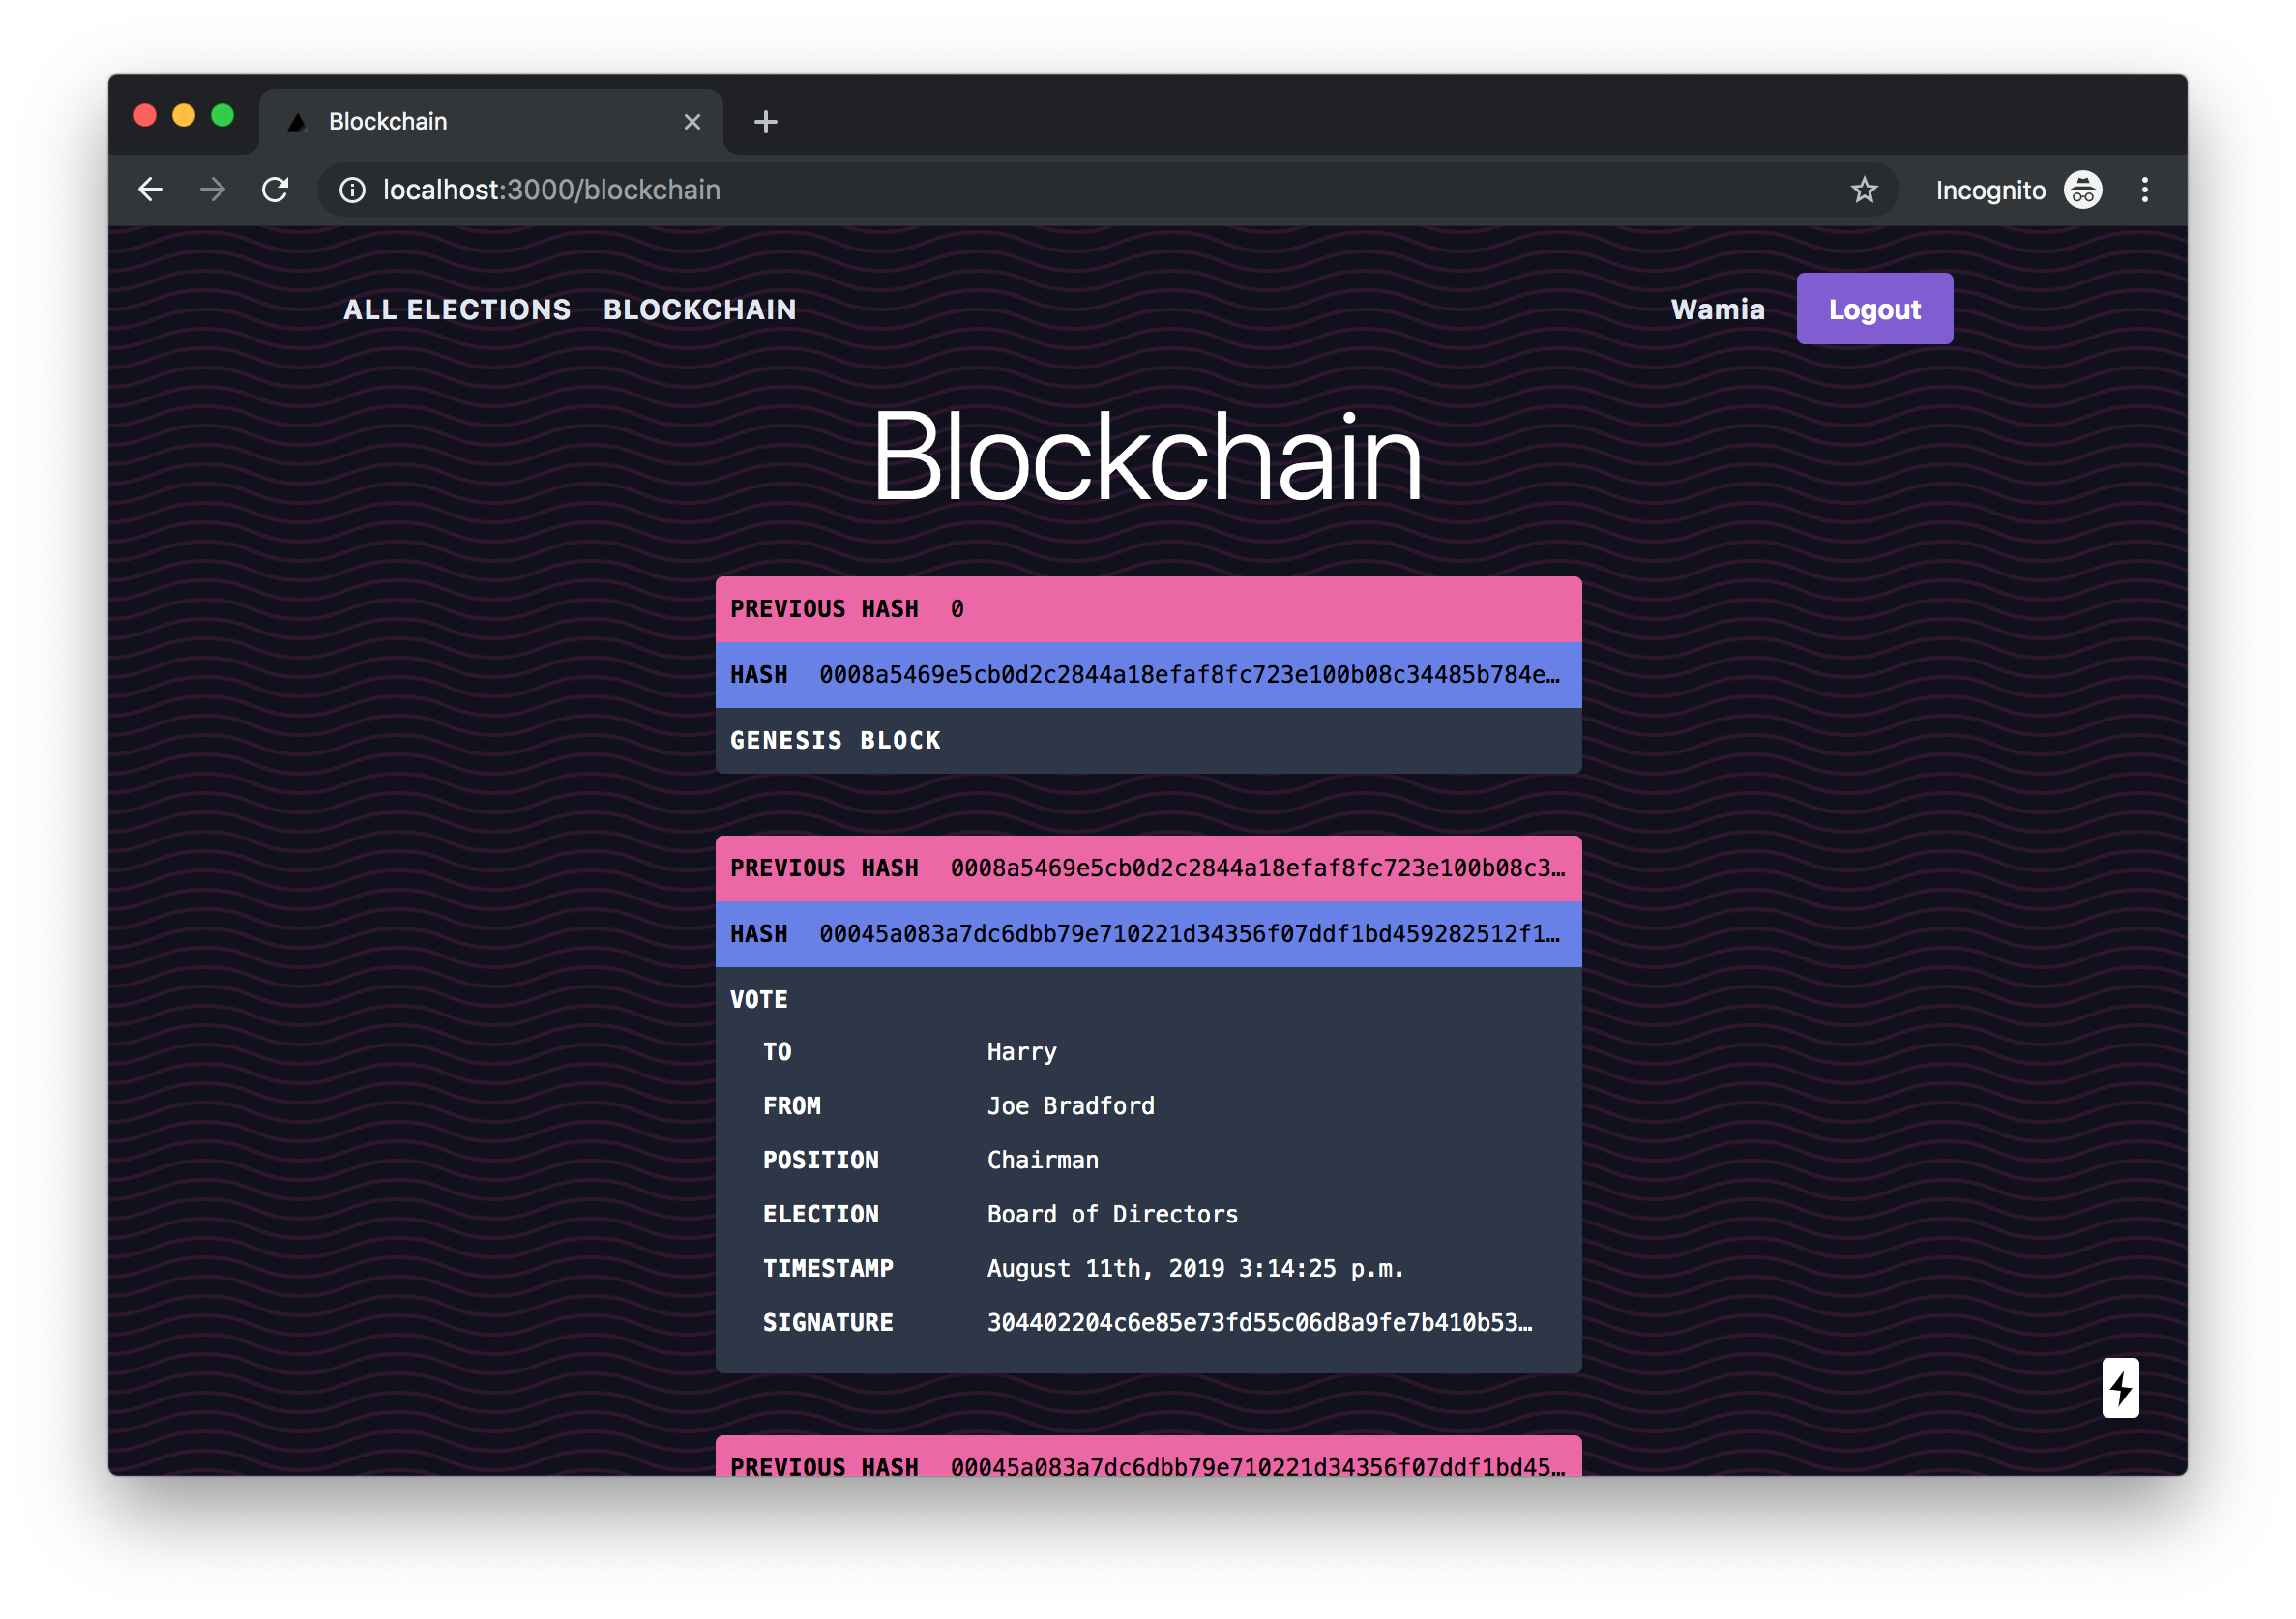 Blockchain
localhost:3000/blockchain
Incognito
ALL ELECTIONS BLOCKCHAIN
Wamia Logout
Blockchain
PREVIOUS HASH 0
HASH 0008a5469e5cb0d2c2844a18efaf8fc723e100b08c34485b784e…
GENESIS BLOCK
PREVIOUS HASH 0008a5469e5cb0d2c2844a18efaf8fc723e100b08c3…
HASH 00045a083a7dc6dbb79e710221d34356f07ddf1bd459282512f1…
VOTE
TO Harry
FROM Joe Bradford
POSITION Chairman
ELECTION Board of Directors
TIMESTAMP August 11th, 2019 3:14:25 p.m.
SIGNATURE 304402204c6e85e73fd55c06d8a9fe7b410b53…
PREVIOUS HASH 00045a083a7dc6dbb79e710221d34356f07ddf1bd45…